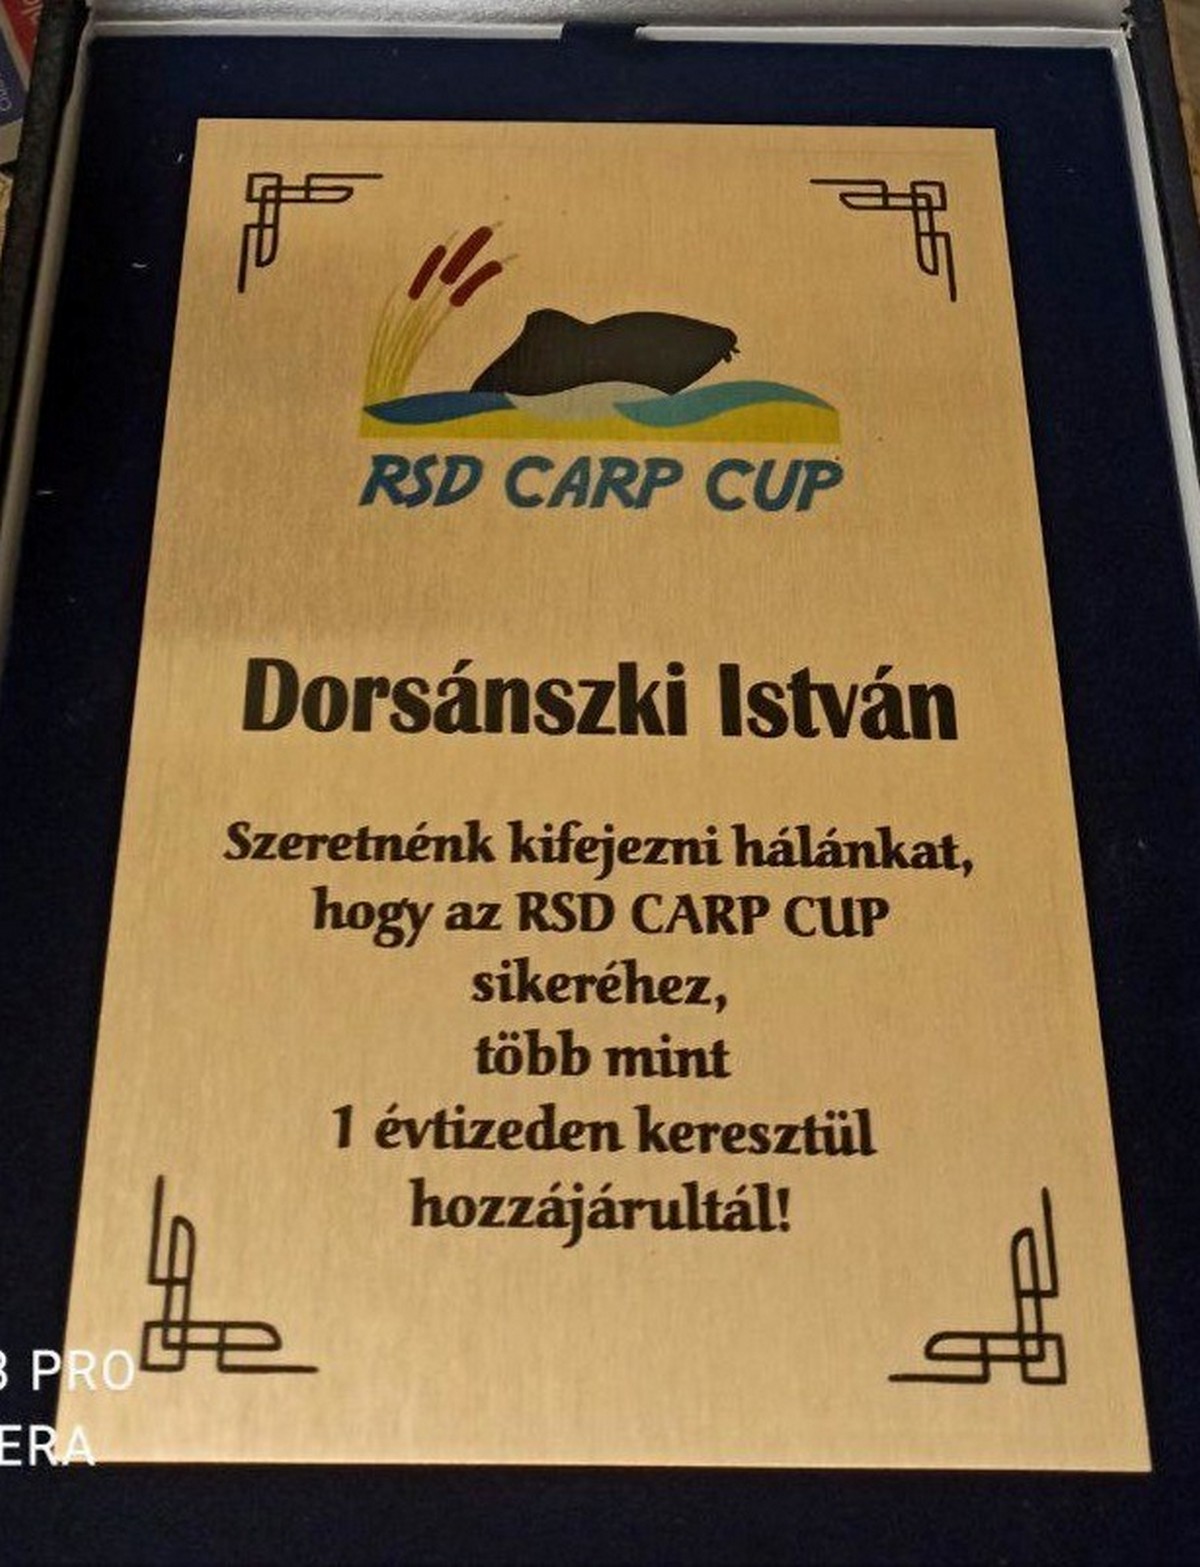 RSD CARP CUP
Dorsánszki István
Szeretnénk kifejezni hálánkat,
hogy az RSD CARP CUP
sikeréhez,
több mint
1 évtizeden keresztül
hozzájárultál!
PRO